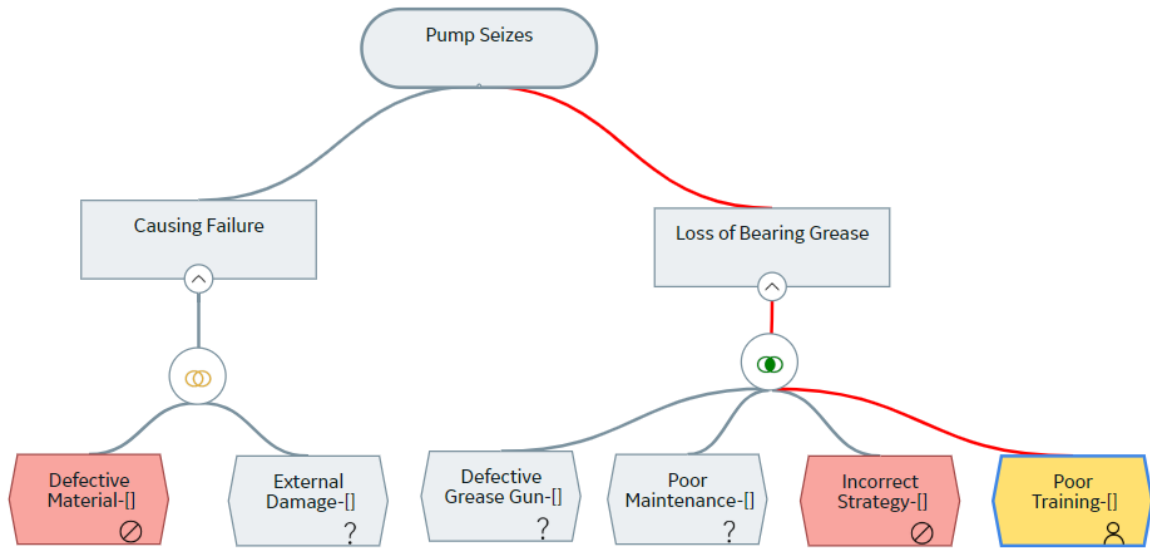 Pump Seizes
Causing Failure
Loss of Bearing Grease
Defective
Material-[]
External
Damage-[]
?
Defective
Grease Gun-[]
?
Poor
Maintenance-[]
?
Incorrect
Strategy-[]
Poor
Training-[]